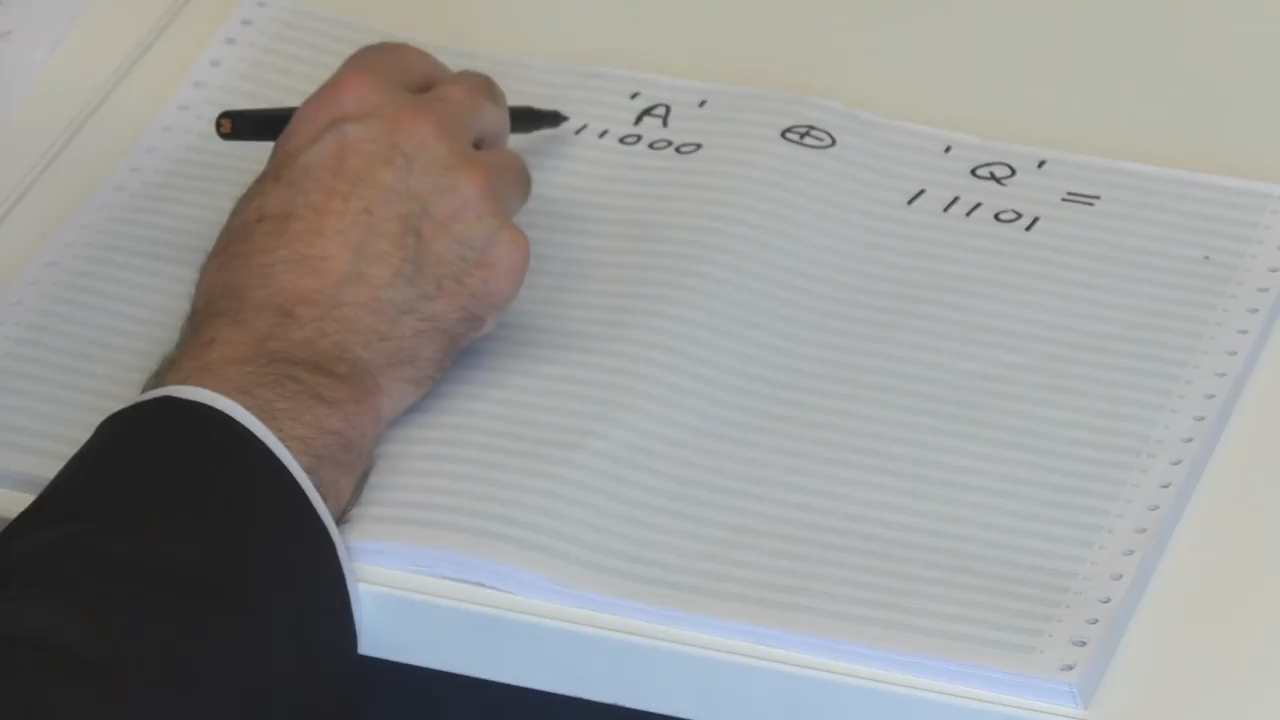 'A' ⊕ 'Q' =
11000 11101